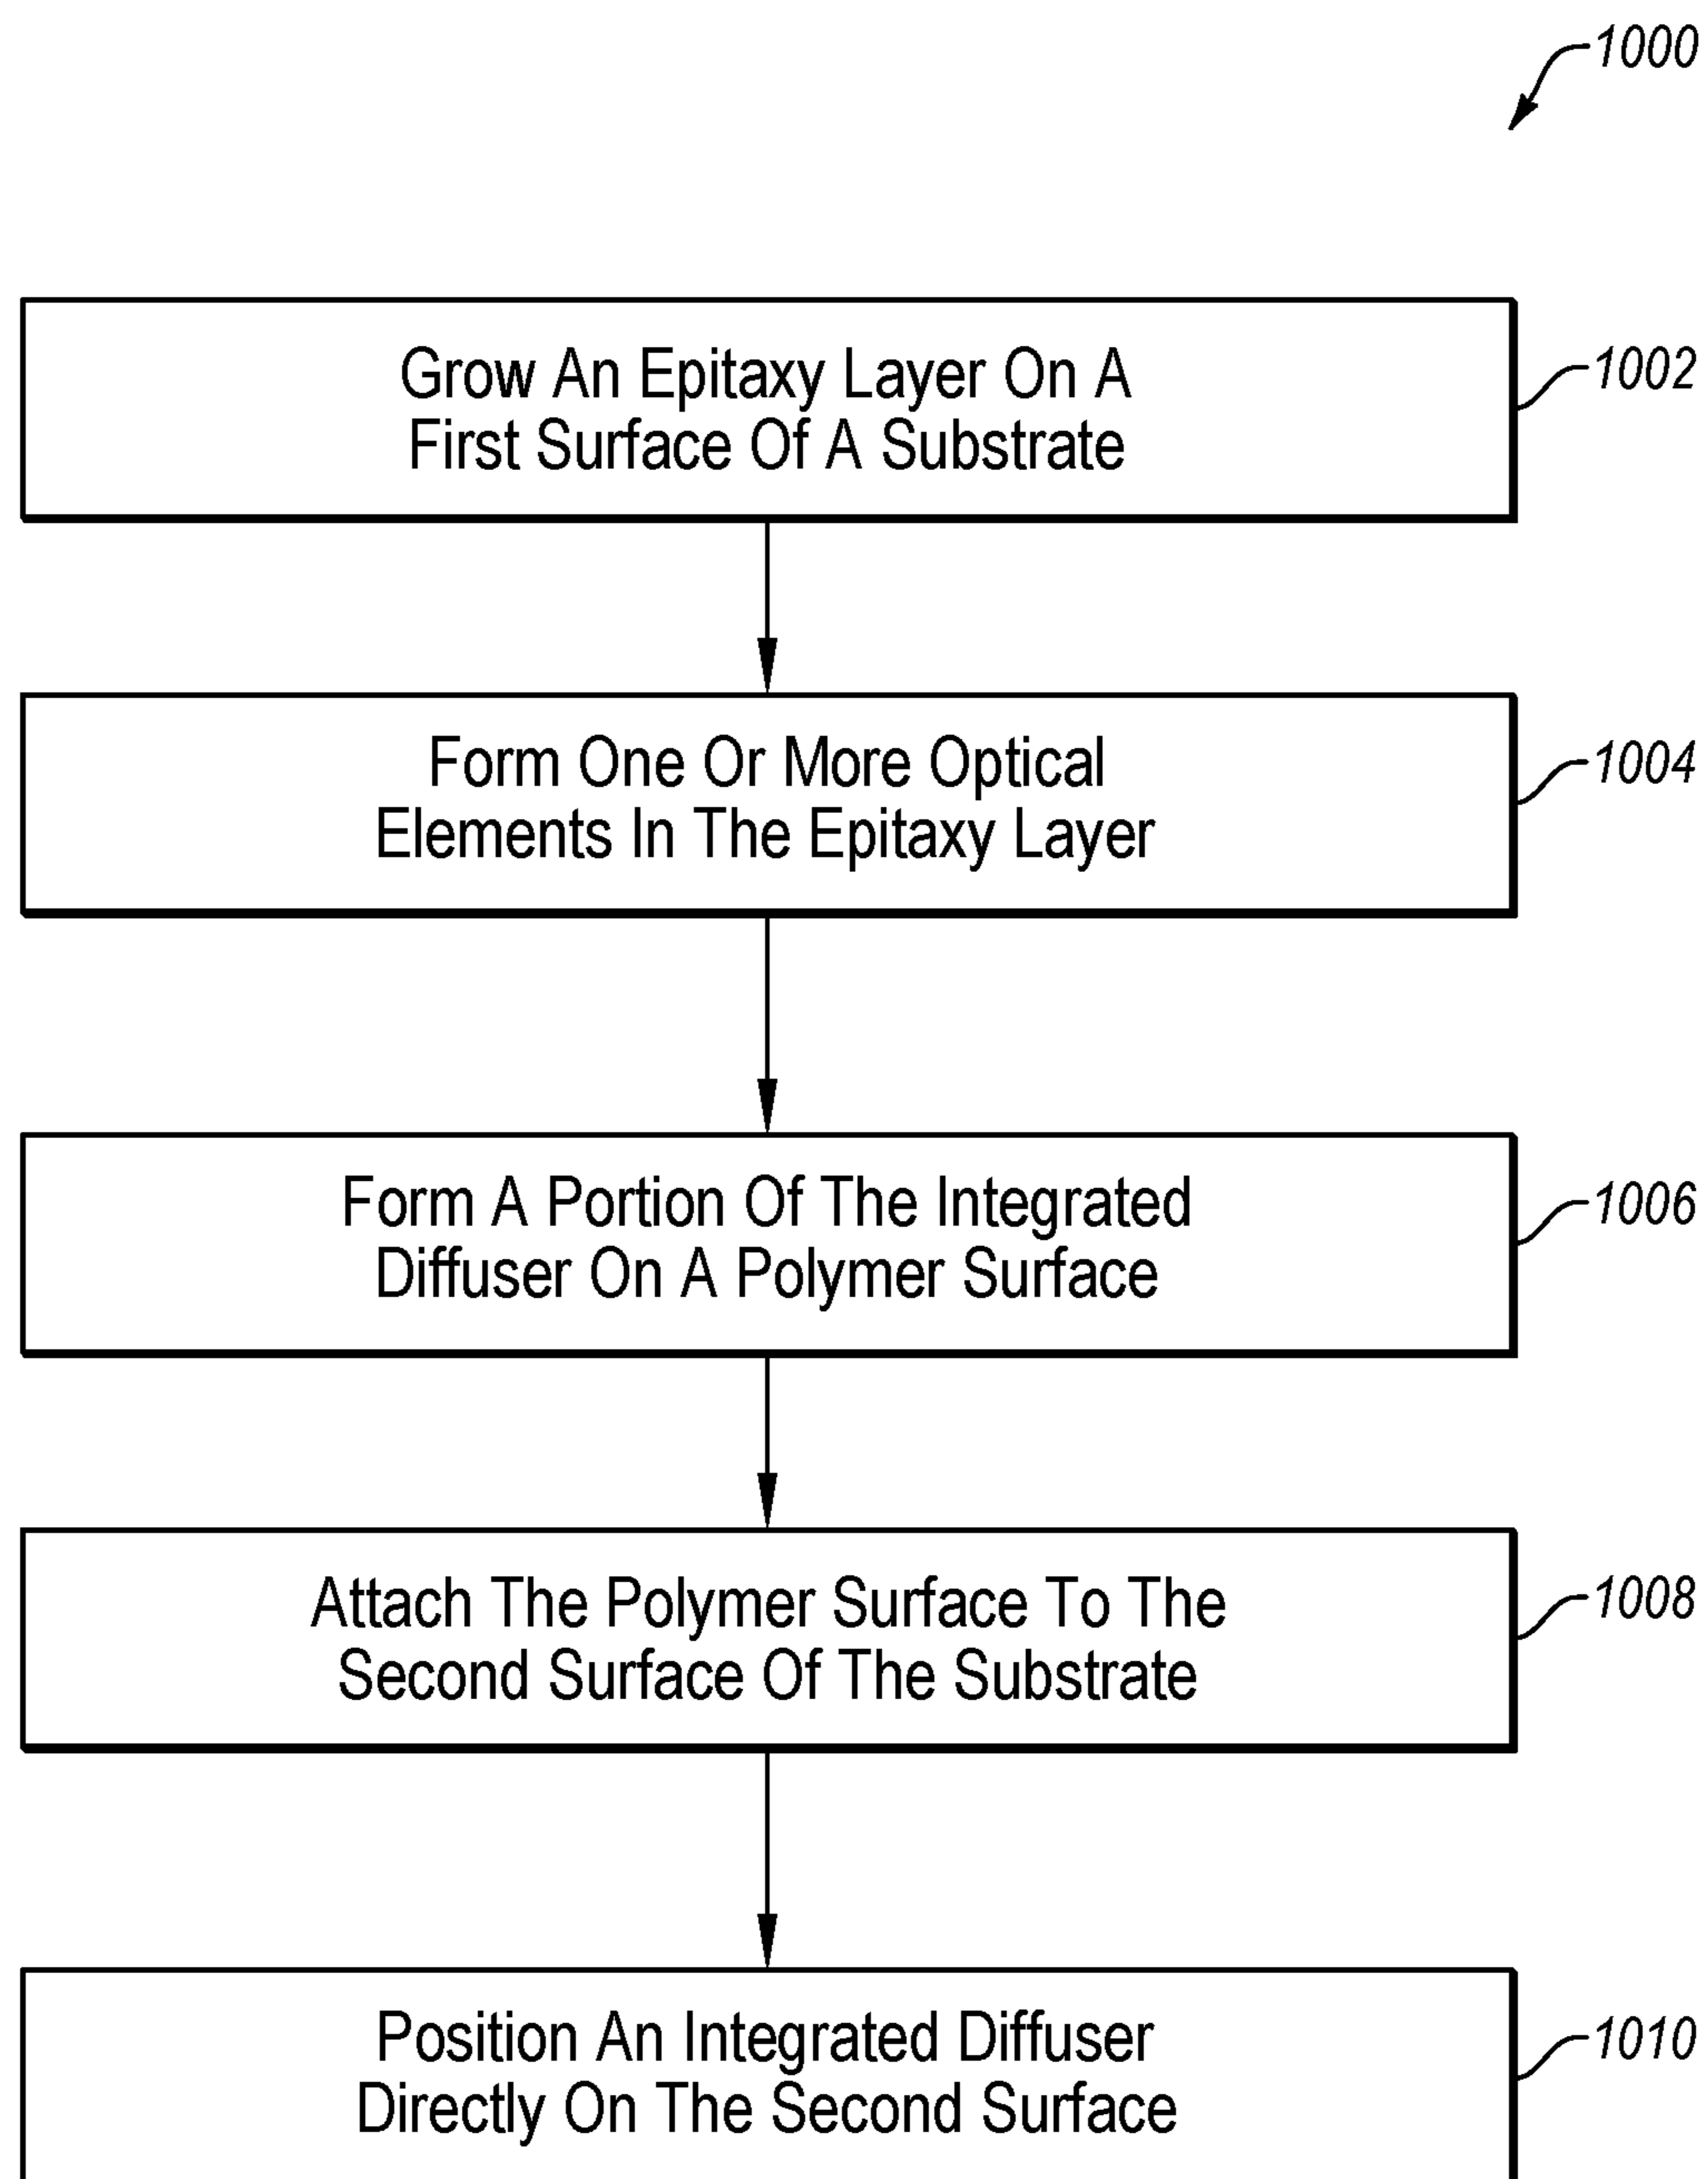 1000
Grow An Epitaxy Layer On A
First Surface Of A Substrate
1002
Form One Or More Optical
Elements In The Epitaxy Layer
1004
Form A Portion Of The Integrated
Diffuser On A Polymer Surface
1006
Attach The Polymer Surface To The
Second Surface Of The Substrate
1008
Position An Integrated Diffuser
Directly On The Second Surface
1010